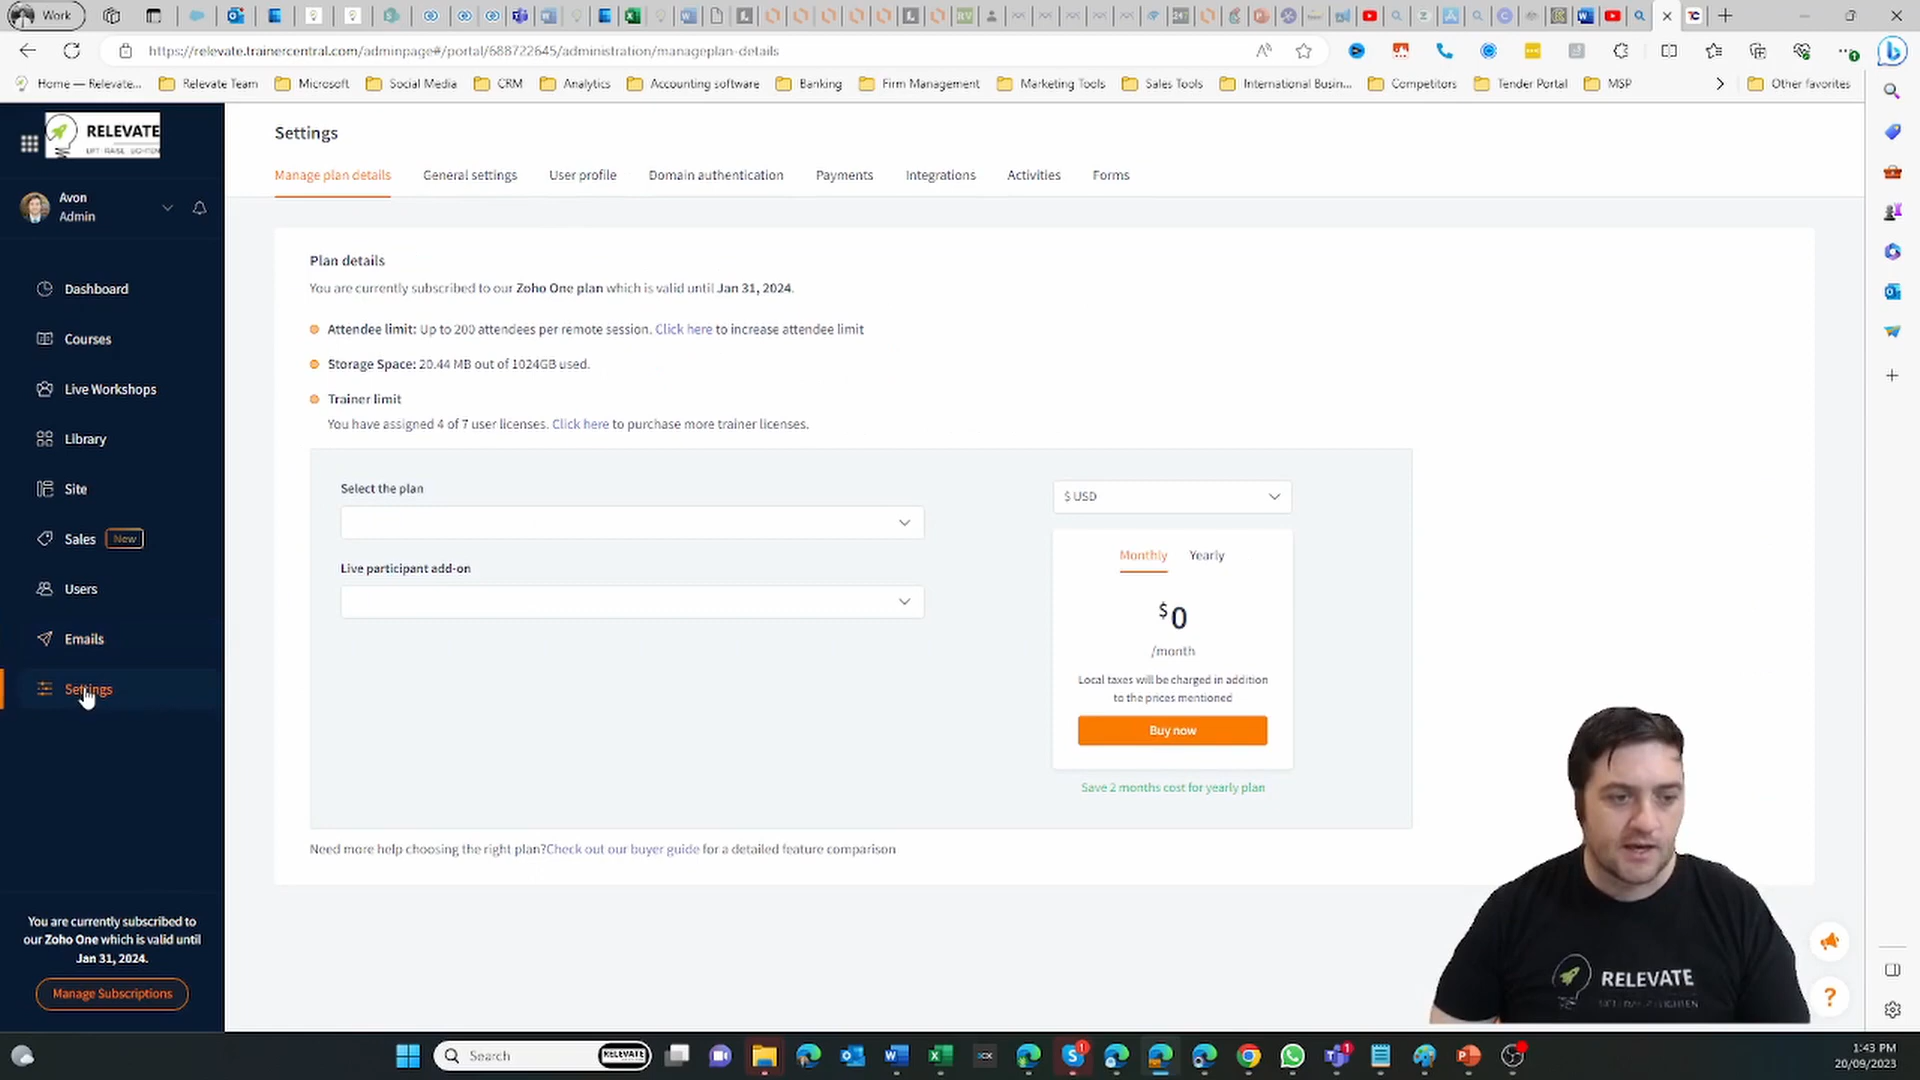 Work
https://relevate.trainercentral.com/adminpage#/portal/688722645/administration/manageplan-details
Home — Relevate...
Relevate Team
Microsoft
Social Media
CRM
Analytics
Accounting software
Banking
Firm Management
Marketing Tools
Sales Tools
International Busin...
Competitors
Tender Portal
MSP
Other favorites
RELEVATE
Avon
Admin
Dashboard
Courses
Live Workshops
Library
Site
Sales New
Users
Emails
Settings
You are currently subscribed to
our Zoho One which is valid until
Jan 31, 2024.
Manage Subscriptions
Settings
Manage plan details
General settings
User profile
Domain authentication
Payments
Integrations
Activities
Forms
Plan details
You are currently subscribed to our Zoho One plan which is valid until Jan 31, 2024.
Attendee limit: Up to 200 attendees per remote session. Click here to increase attendee limit
Storage Space: 20.44 MB out of 1024GB used.
Trainer limit
You have assigned 4 of 7 user licenses. Click here to purchase more trainer licenses.
Select the plan
Live participant add-on
$ USD
Monthly Yearly
$0
/month
Local taxes will be charged in addition
to the prices mentioned
Buy now
Save 2 months cost for yearly plan
Need more help choosing the right plan?Check out our buyer guide for a detailed feature comparison
RELEVATE
?
Search
RELEVATE
1:43 PM
20/09/2023